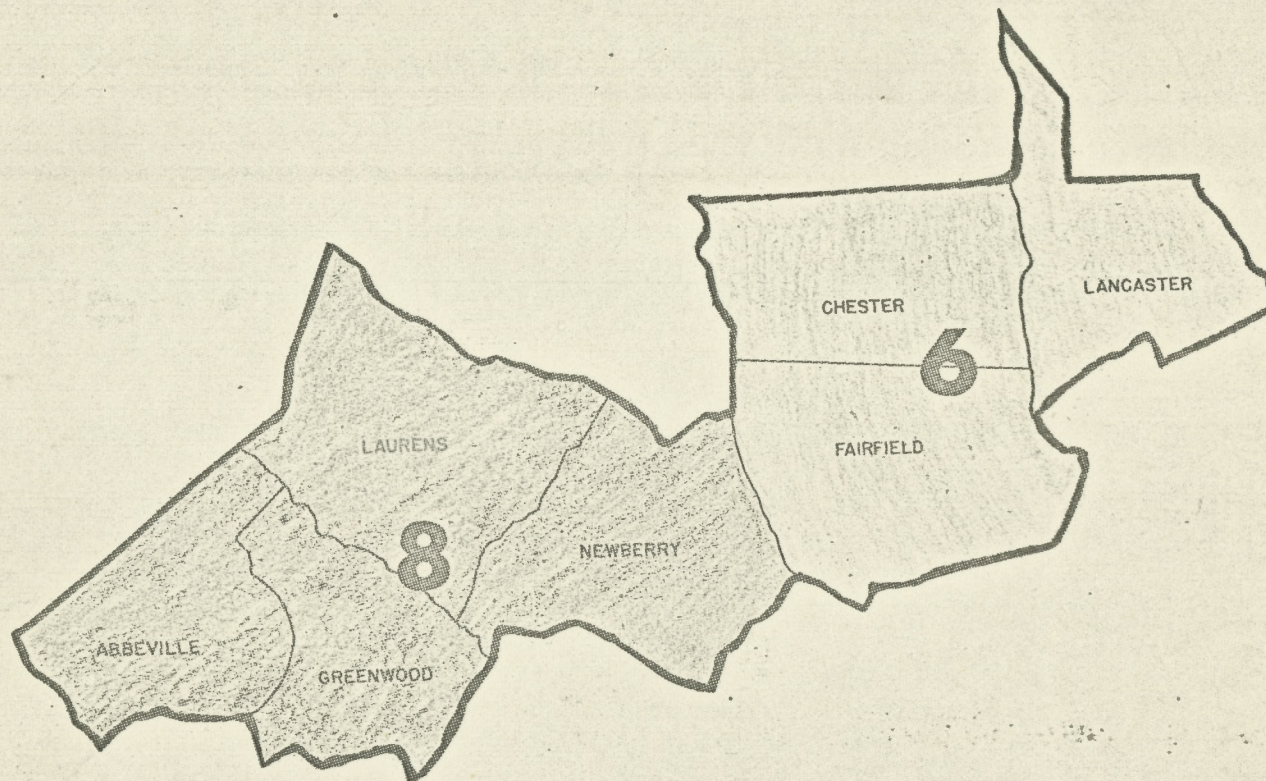 LANCASTER
CHESTER
6
FAIRFIELD
LAURENS
8
NEWBERRY
ABBEVILLE
GREENWOOD